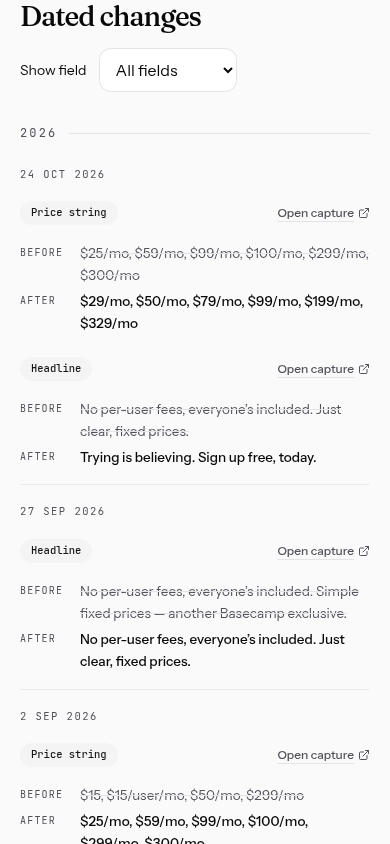 Dated changes
Show field All fields
2026
24 OCT 2026
Price string Open capture
BEFORE $25/mo, $59/mo, $99/mo, $100/mo, $299/mo,
$300/mo
AFTER $29/mo, $50/mo, $79/mo, $99/mo, $199/mo,
$329/mo
Headline Open capture
BEFORE No per-user fees, everyone's included. Just
clear, fixed prices.
AFTER Trying is believing. Sign up free, today.
27 SEP 2026
Headline Open capture
BEFORE No per-user fees, everyone's included. Simple
fixed prices — another Basecamp exclusive.
AFTER No per-user fees, everyone's included. Just
clear, fixed prices.
2 SEP 2026
Price string Open capture
BEFORE $15, $15/user/mo, $50/mo, $299/mo
AFTER $25/mo, $59/mo, $99/mo, $100/mo,
$299/mo, $300/mo